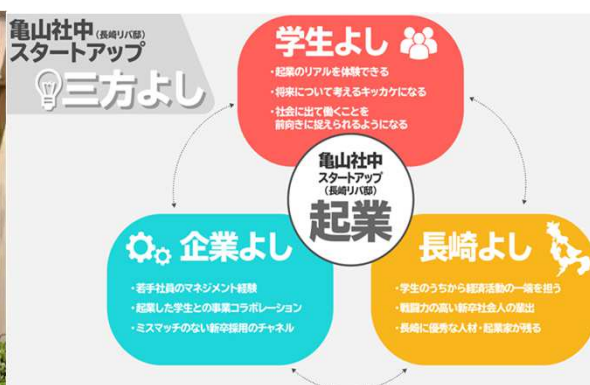 亀山社中(長崎リバ邸)
スタートアップ
三方よし
学生よし
・起業のリアルを体験できる
・将来について考えるキッカケになる
・社会に出て働くことを
前向きに捉えられるようになる
亀山社中
スタートアップ
(長崎リバ邸)
起業
企業よし
・若手社員のマネジメント経験
・起業した学生との事業コラボレーション
・ミスマッチのない新卒採用のチャネル
長崎よし
・学生のうちから経済活動の一端を担う
・戦闘力の高い新卒社会人の輩出
・長崎に優秀な人材・起業家が残る